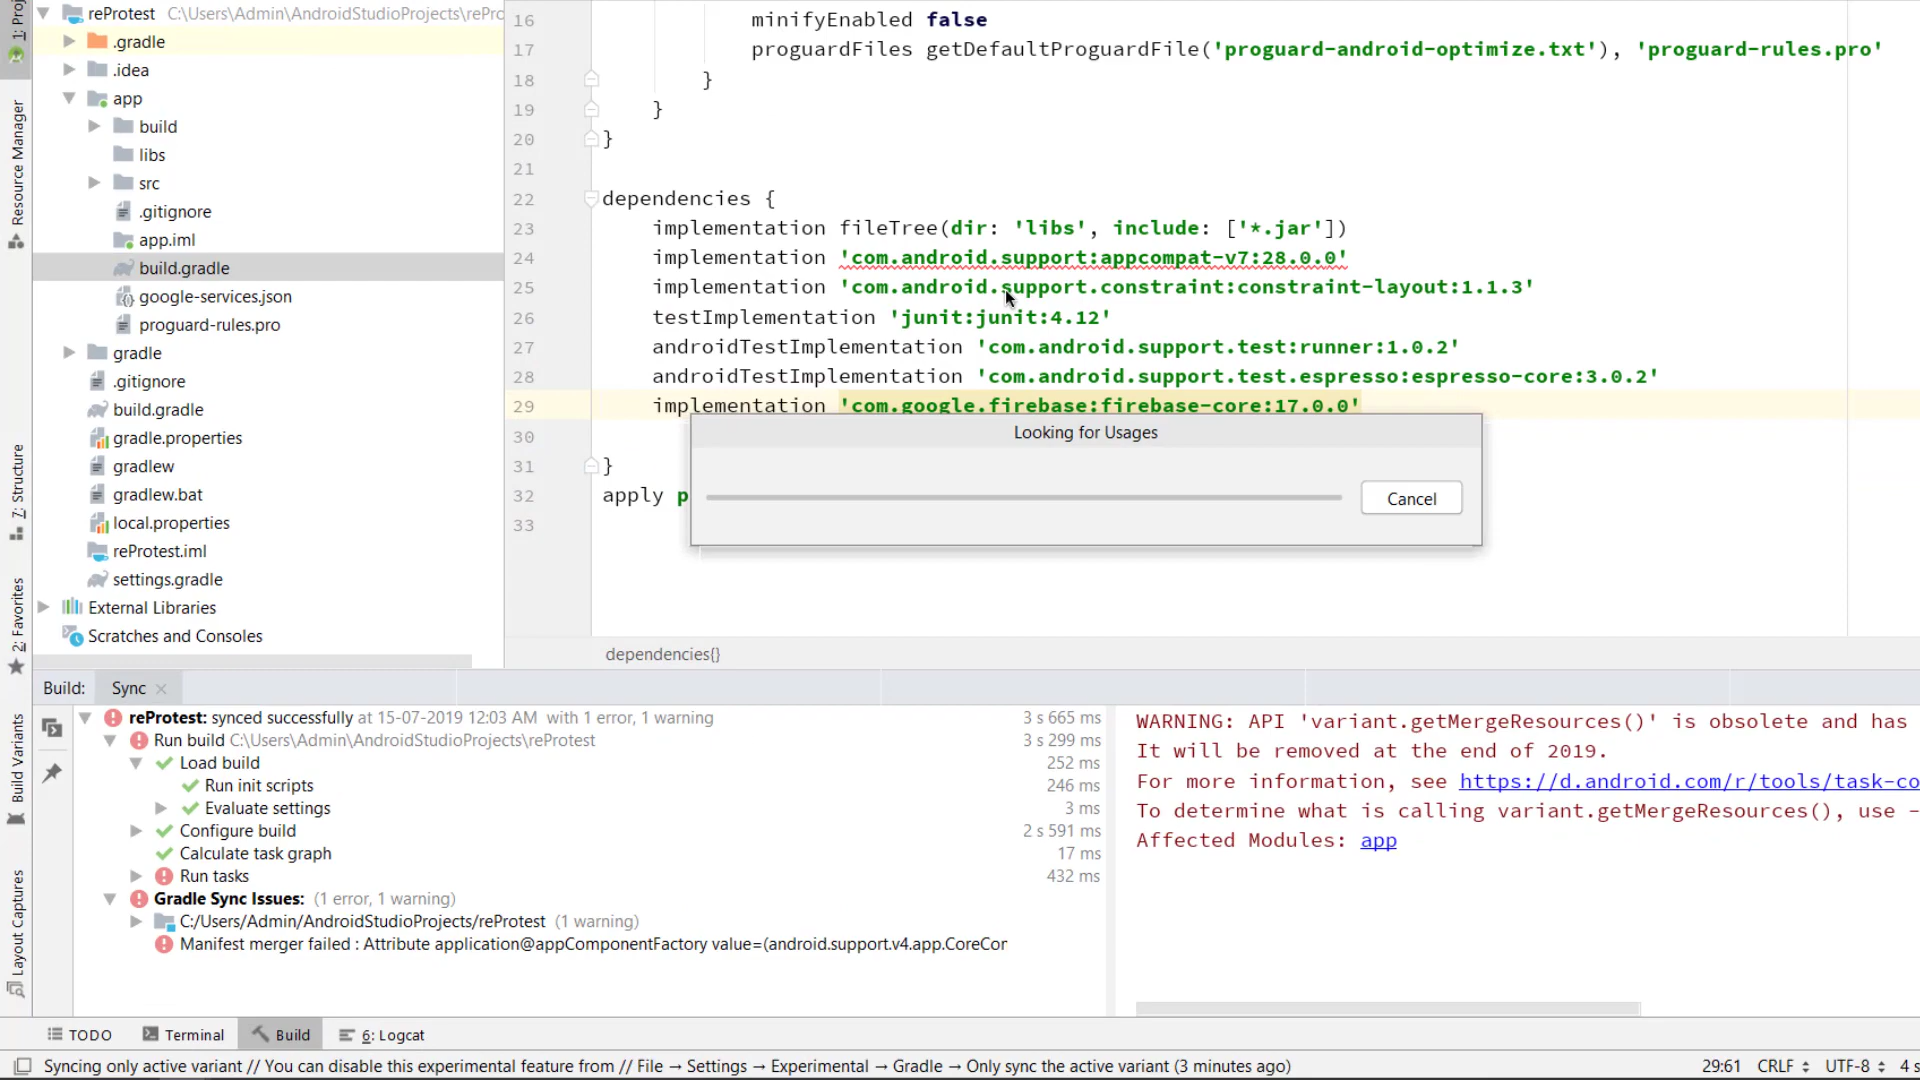 1: Proj
Resource Manager
7: Structure
2: Favorites
Build Variants
Layout Captures
reProtest C:\Users\Admin\AndroidStudioProjects\rePro
.gradle
.idea
app
build
libs
src
.gitignore
app.iml
build.gradle
google-services.json
proguard-rules.pro
gradle
.gitignore
build.gradle
gradle.properties
gradlew
gradlew.bat
local.properties
reProtest.iml
settings.gradle
External Libraries
Scratches and Consoles
16 minifyEnabled false
17 proguardFiles getDefaultProguardFile('proguard-android-optimize.txt'), 'proguard-rules.pro'
18 }
19 }
20 }
21
22 dependencies {
23 implementation fileTree(dir: 'libs', include: ['*.jar'])
24 implementation 'com.android.support:appcompat-v7:28.0.0'
25 implementation 'com.android.support.constraint:constraint-layout:1.1.3'
26 testImplementation 'junit:junit:4.12'
27 androidTestImplementation 'com.android.support.test:runner:1.0.2'
28 androidTestImplementation 'com.android.support.test.espresso:espresso-core:3.0.2'
29 implementation 'com.google.firebase:firebase-core:17.0.0'
30
31 }
32 apply p
33
Looking for Usages
Cancel
dependencies{}
Build: Sync
reProtest: synced successfully at 15-07-2019 12:03 AM with 1 error, 1 warning 3 s 665 ms
Run build C:\Users\Admin\AndroidStudioProjects\reProtest 3 s 299 ms
Load build 252 ms
Run init scripts 246 ms
Evaluate settings 3 ms
Configure build 2 s 591 ms
Calculate task graph 17 ms
Run tasks 432 ms
Gradle Sync Issues: (1 error, 1 warning)
C:/Users/Admin/AndroidStudioProjects/reProtest (1 warning)
Manifest merger failed : Attribute application@appComponentFactory value=(android.support.v4.app.CoreCor
WARNING: API 'variant.getMergeResources()' is obsolete and has
It will be removed at the end of 2019.
For more information, see https://d.android.com/r/tools/task-co
To determine what is calling variant.getMergeResources(), use -
Affected Modules: app
TODO Terminal Build 6: Logcat
Syncing only active variant // You can disable this experimental feature from // File → Settings → Experimental → Gradle → Only sync the active variant (3 minutes ago) 29:61 CRLF UTF-8 4 s